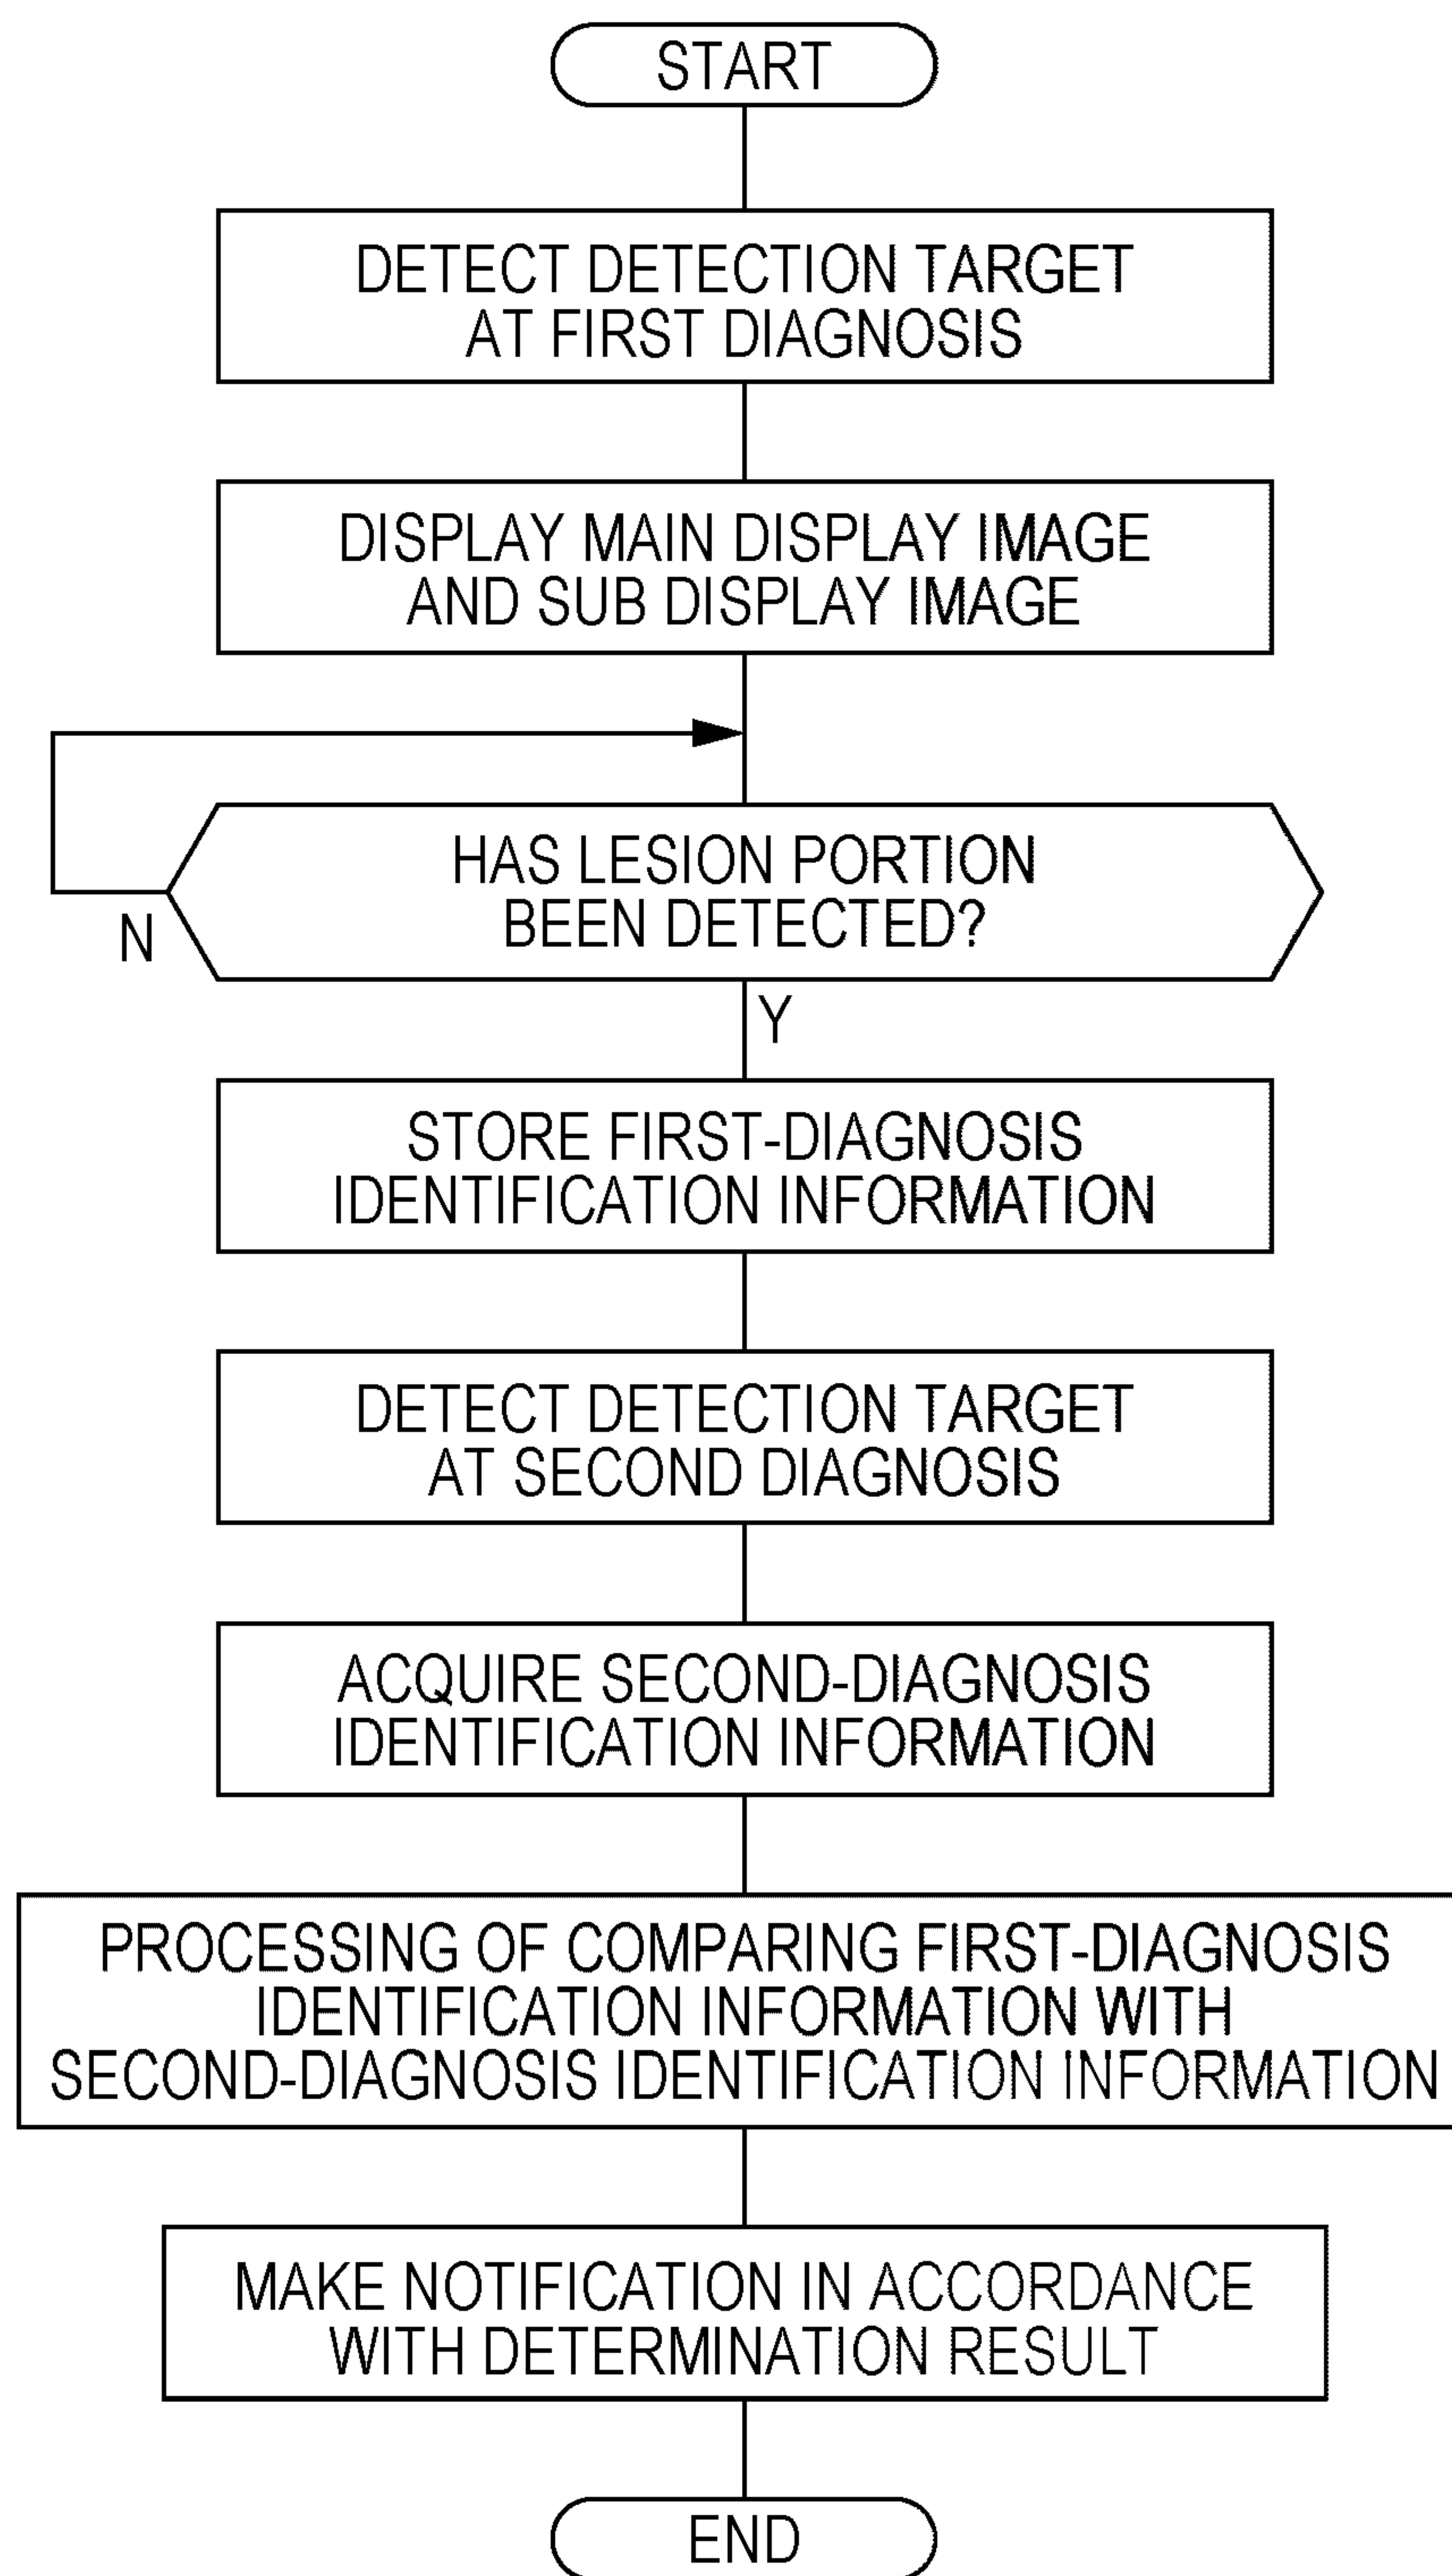 START
DETECT DETECTION TARGET
AT FIRST DIAGNOSIS
DISPLAY MAIN DISPLAY IMAGE
AND SUB DISPLAY IMAGE
HAS LESION PORTION
BEEN DETECTED?
N
Y
STORE FIRST-DIAGNOSIS
IDENTIFICATION INFORMATION
DETECT DETECTION TARGET
AT SECOND DIAGNOSIS
ACQUIRE SECOND-DIAGNOSIS
IDENTIFICATION INFORMATION
PROCESSING OF COMPARING FIRST-DIAGNOSIS
IDENTIFICATION INFORMATION WITH
SECOND-DIAGNOSIS IDENTIFICATION INFORMATION
MAKE NOTIFICATION IN ACCORDANCE
WITH DETERMINATION RESULT
END